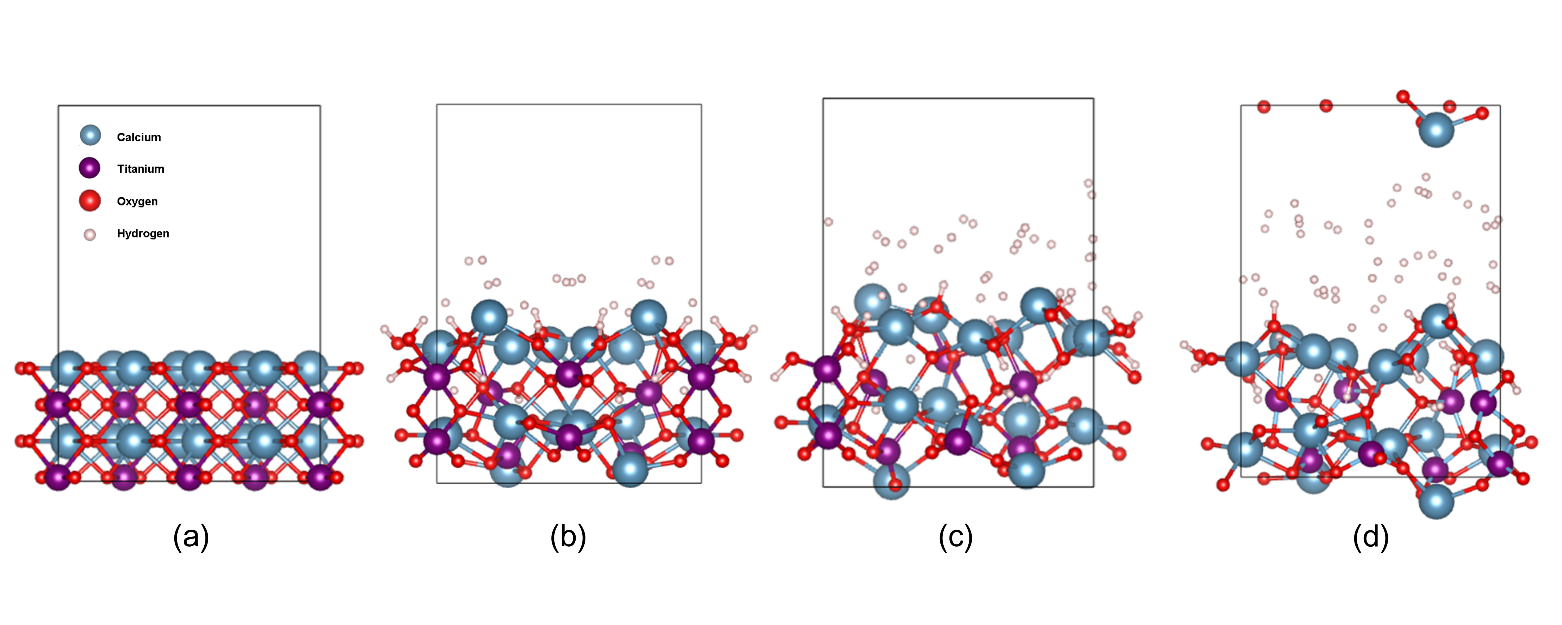 Calcium
Titanium
Oxygen
Hydrogen
(a)
(b)
(c)
(d)